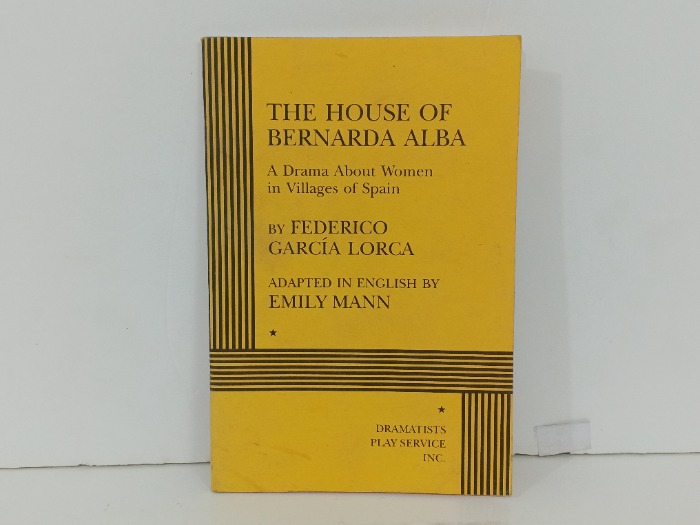 THE HOUSE OF
BERNARDA ALBA
A Drama About Women
in Villages of Spain
BY FEDERICO
GARCÍA LORCA
ADAPTED IN ENGLISH BY
EMILY MANN
★
★
DRAMATISTS
PLAY SERVICE
INC.